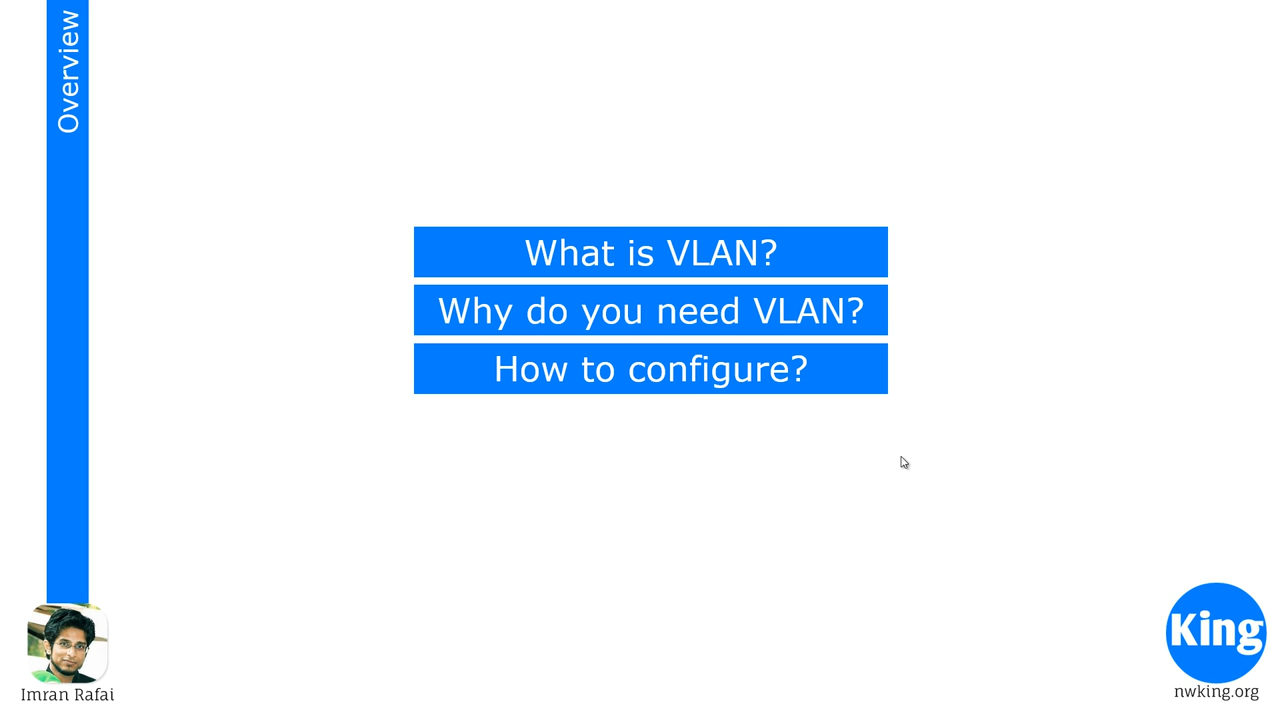 Overview
What is VLAN?
Why do you need VLAN?
How to configure?
Imran Rafai
King
nwking.org